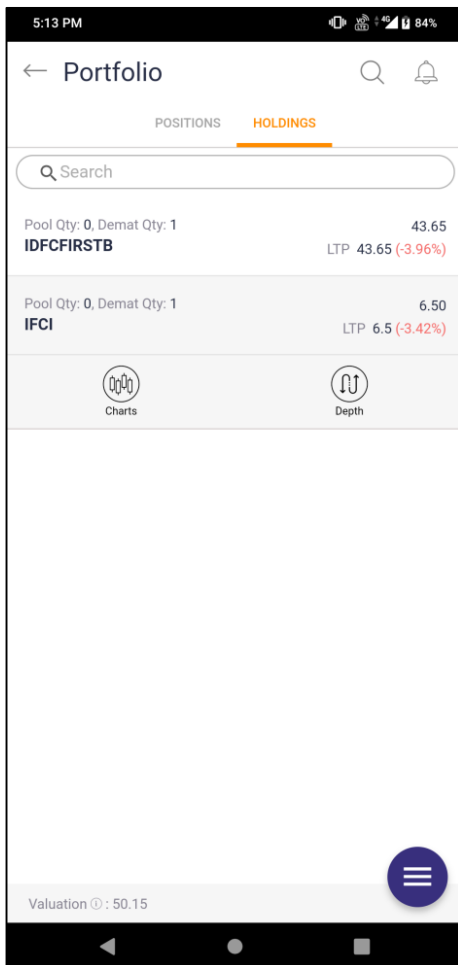 5:13 PM 4G 84%
Portfolio
POSITIONS HOLDINGS
Search
Pool Qty: 0, Demat Qty: 1 43.65
IDFCFIRSTB LTP 43.65 (-3.96%)
Pool Qty: 0, Demat Qty: 1 6.50
IFCI LTP 6.5 (-3.42%)
Charts Depth
Valuation ⓘ : 50.15